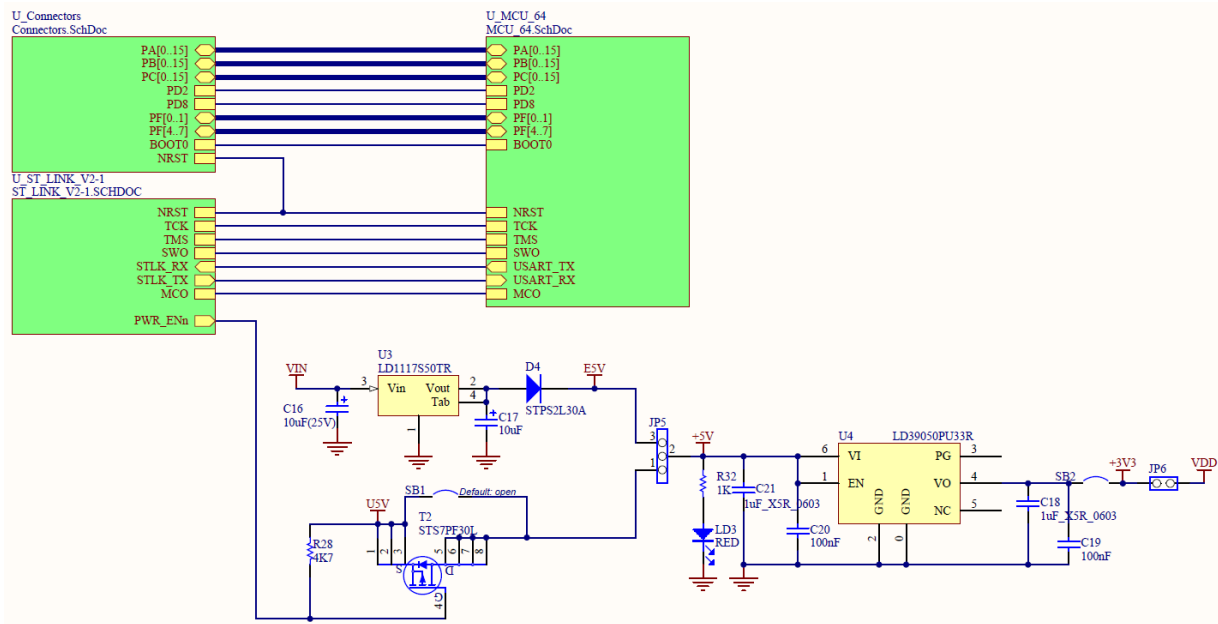 U_Connectors
Connectors.SchDoc
PA[0..15]
PB[0..15]
PC[0..15]
PD2
PD8
PF[0..1]
PF[4..7]
BOOT0
NRST
U_MCU_64
MCU_64.SchDoc
PA[0..15]
PB[0..15]
PC[0..15]
PD2
PD8
PF[0..1]
PF[4..7]
BOOT0
NRST
TCK
TMS
SWO
USART_TX
USART_RX
MCO
U_ST_LINK_V2-1
ST_LINK_V2-1.SCHDOC
NRST
TCK
TMS
SWO
STLK_RX
STLK_TX
MCO
PWR_ENn
VIN
C16
10uF(25V)
U3
LD1117S50TR
3
Vin
Vout
2
Tab
4
1
C17
10uF
D4
STPS2L30A
E5V
JP5
3
2
1
SB1
Default: open
U5V
T2
STS7PF30L
R28
4K7
1
2
3
5
6
7
8
S
D
G
4
+5V
R32
1K
LD3
RED
C21
1uF_X5R_0603
C20
100nF
U4
LD39050PU33R
6
VI
PG
3
1
EN
VO
4
NC
5
GND
GND
2
0
SB2
+3V3
JP6
VDD
C18
1uF_X5R_0603
C19
100nF